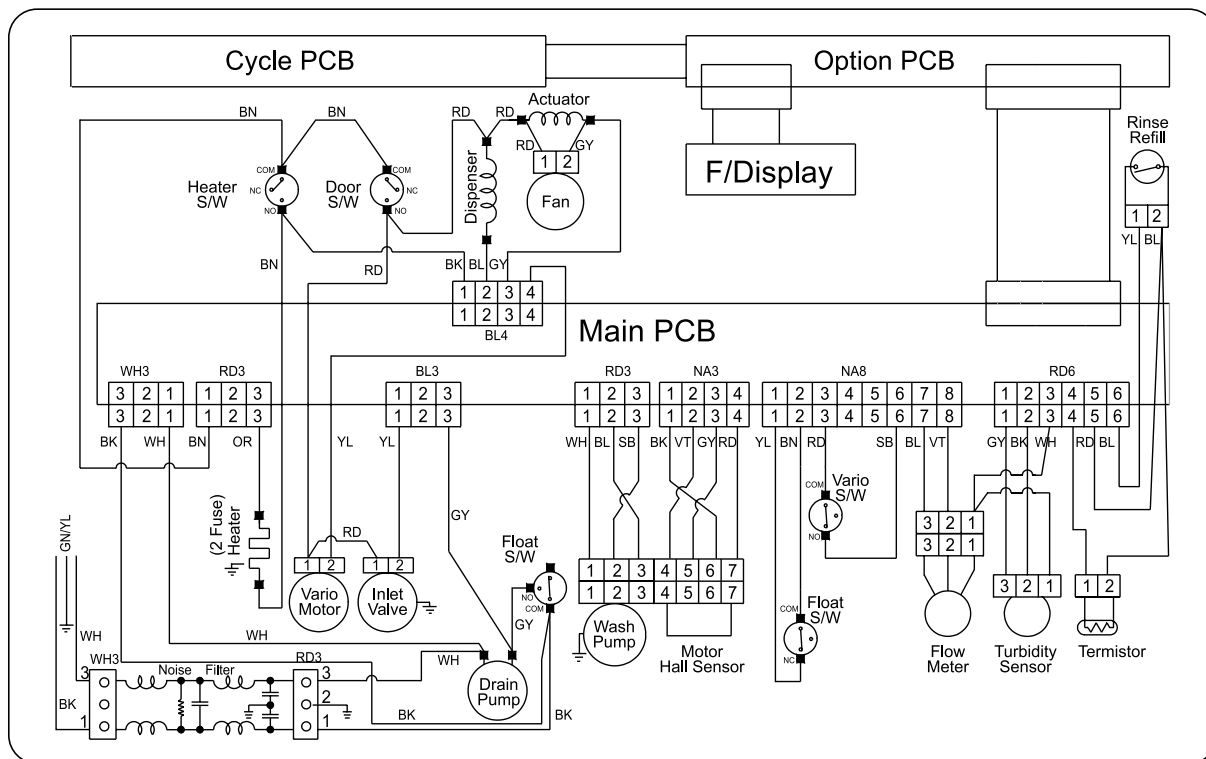 Cycle PCB
Option PCB
F/Display
Main PCB
BN
BN
RD
RD
Actuator
RD
GY
1 2
Fan
Dispenser
COM
NC
NO
Heater
S/W
COM
NC
NO
Door
S/W
BN
RD
BK BL GY
1 2 3 4
1 2 3 4
BL4
Rinse
Refill
1 2
YL BL
WH3
3 2 1
3 2 1
BK WH
RD3
1 2 3
1 2 3
BN OR
BL3
1 2 3
1 2 3
YL
YL
GY
RD3
1 2 3
1 2 3
WH BL SB
NA3
1 2 3 4
1 2 3 4
BK VT GY RD
NA8
1 2 3 4 5 6 7 8
1 2 3 4 5 6 7 8
YL BN RD SB BL VT
RD6
1 2 3 4 5 6
1 2 3 4 5 6
GY BK WH RD BL
(2 Fuse)
Heater
RD
1 2
Vario
Motor
1 2
Inlet
Valve
Float
S/W
NO
COM
GY
COM
NO
Vario
S/W
COM
NC
Float
S/W
1 2 3 4 5 6 7
1 2 3 4 5 6 7
Wash
Pump
Motor
Hall Sensor
3 2 1
3 2 1
Flow
Meter
3 2 1
Turbidity
Sensor
1 2
Termistor
GN/YL
WH
WH
WH
WH3
3
1
BK
Noise Filter
RD3
3
2
1
Drain
Pump
BK
BK